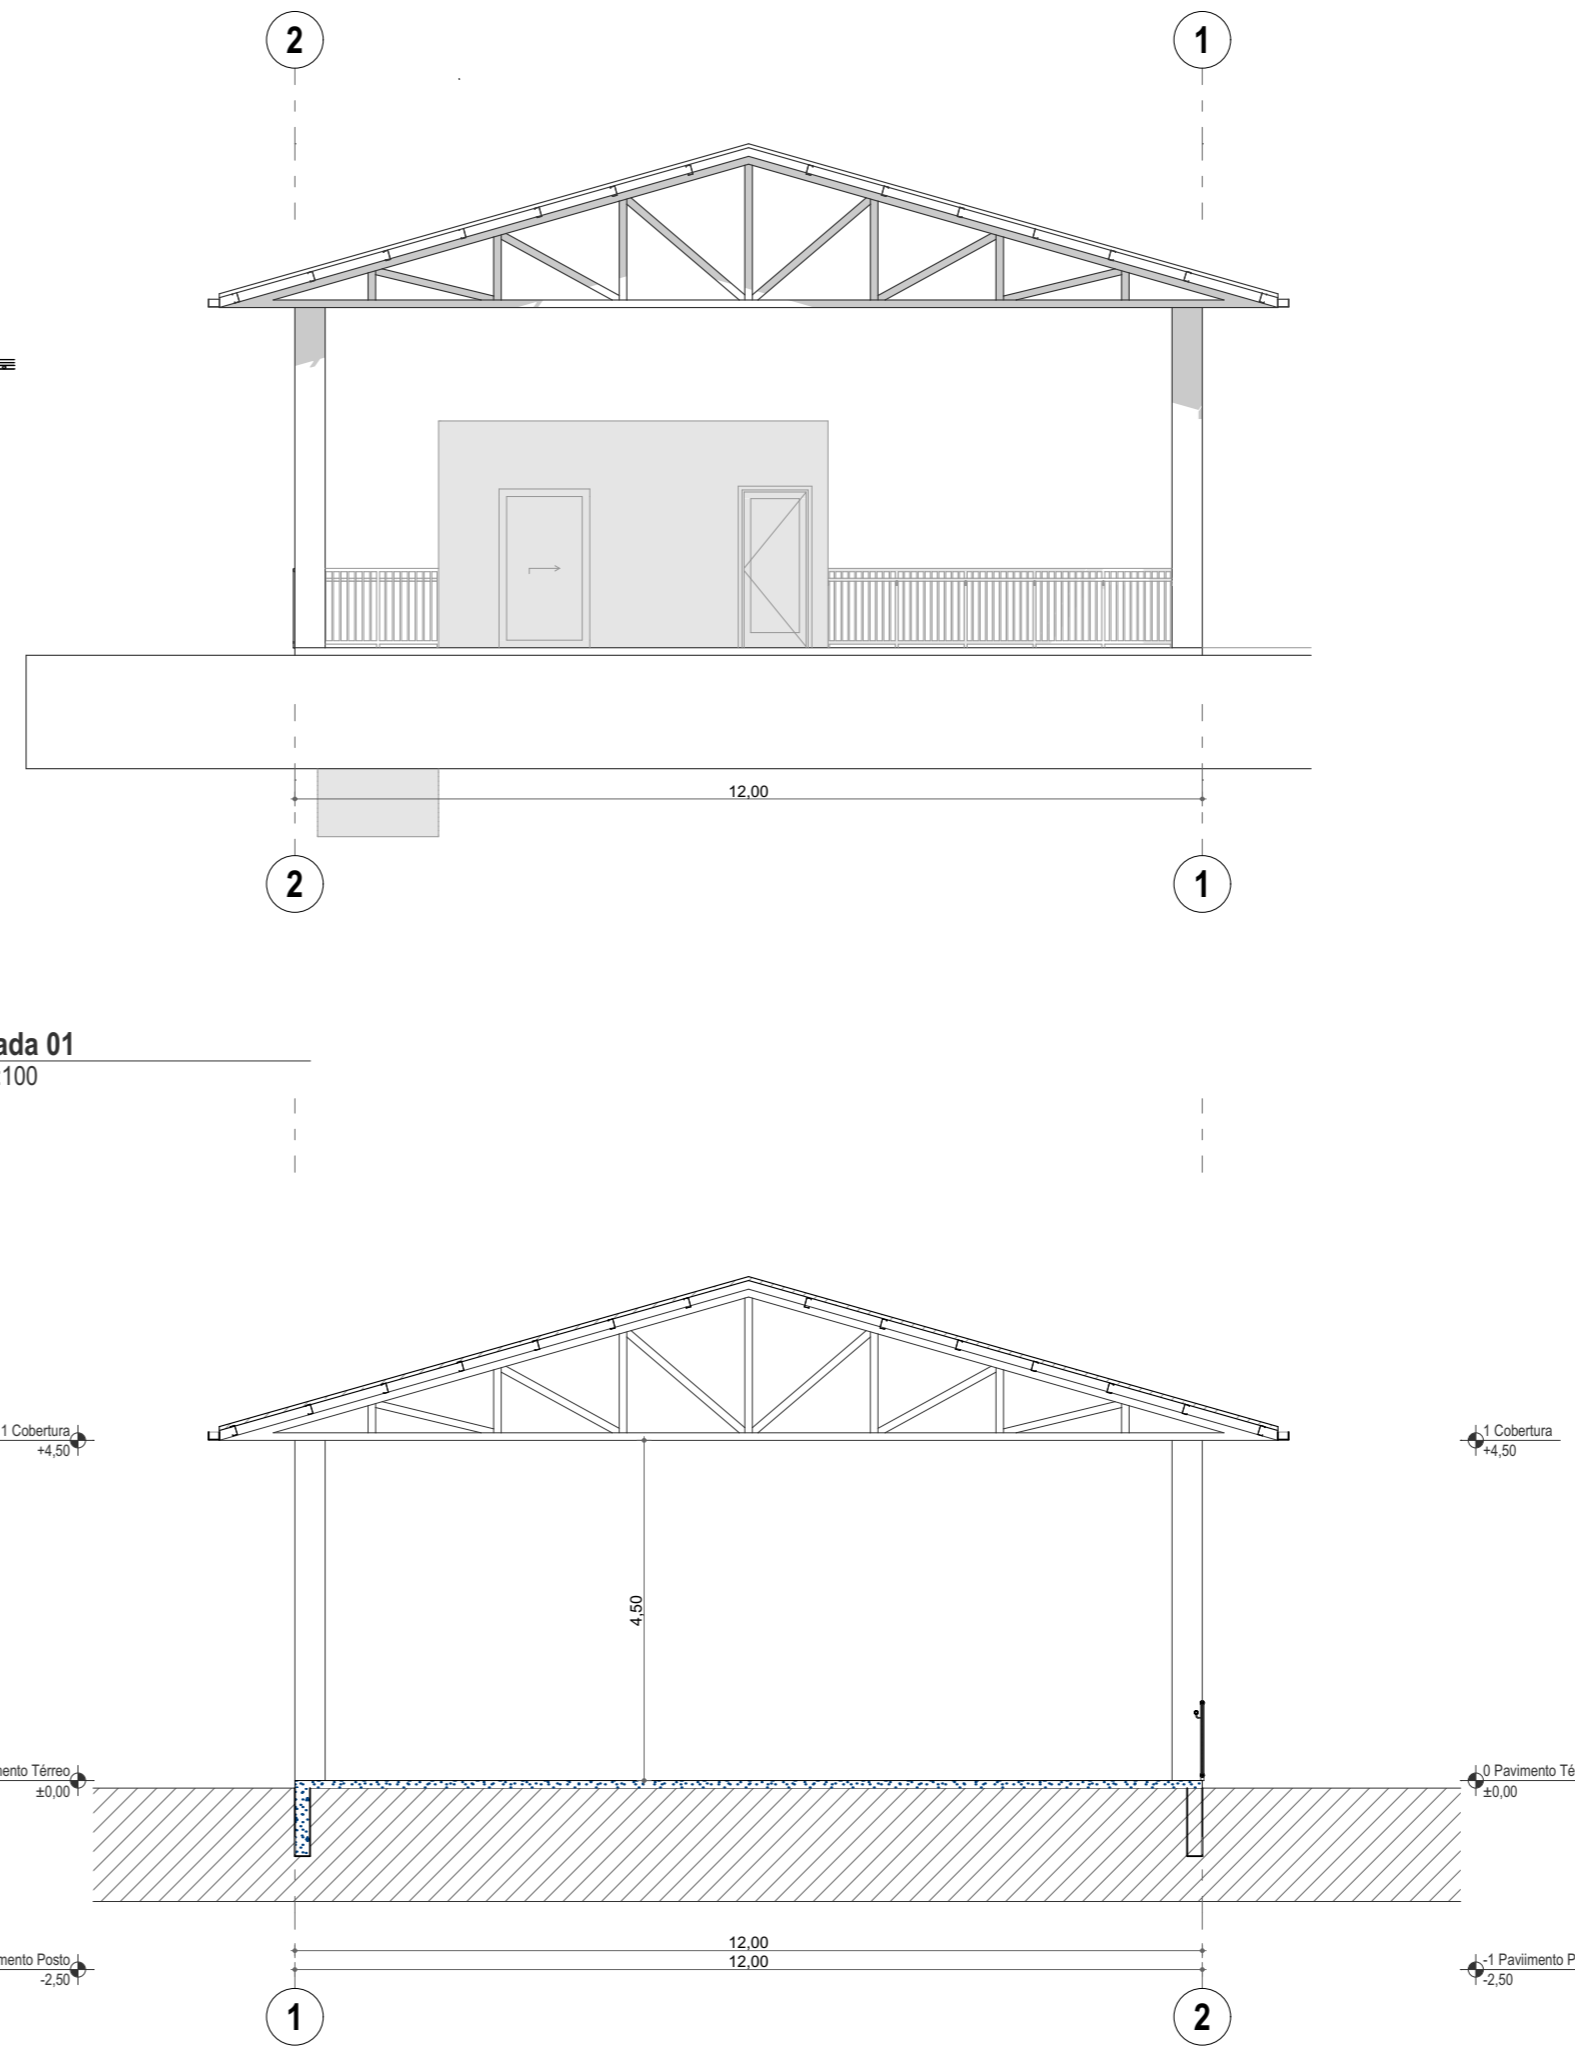 2
1
12,00
2
1
ada 01
:100
1 Cobertura
+4,50
1 Cobertura
+4,50
4,50
mento Térreo
±0,00
0 Pavimento Té
±0,00
12,00
12,00
mento Posto
-2,50
-1 Paviimento P
-2,50
1
2